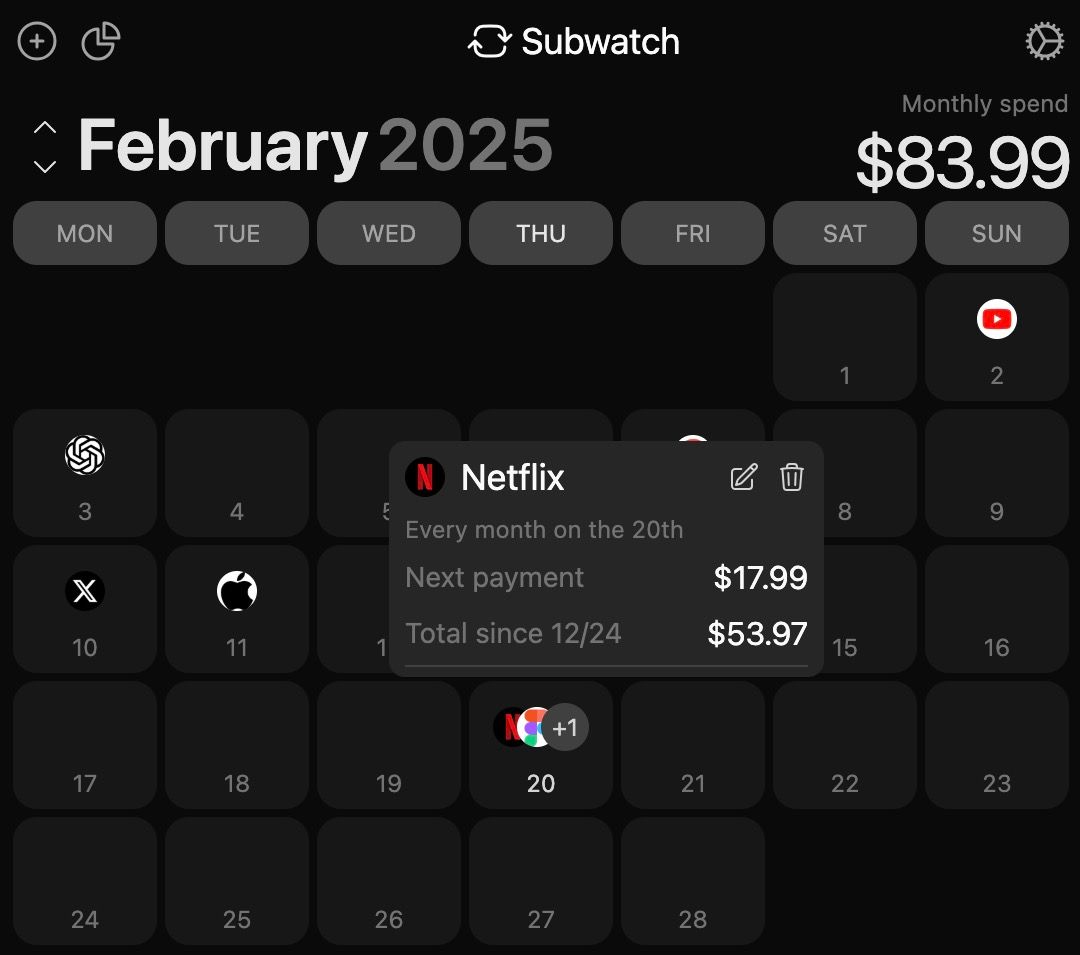 Subwatch
Monthly spend
February 2025
$83.99
MON TUE WED THU FRI SAT SUN
1 2
3 4 8 9
Netflix
Every month on the 20th
Next payment $17.99
Total since 12/24 $53.97
10 11 15 16
+1
17 18 19 20 21 22 23
24 25 26 27 28